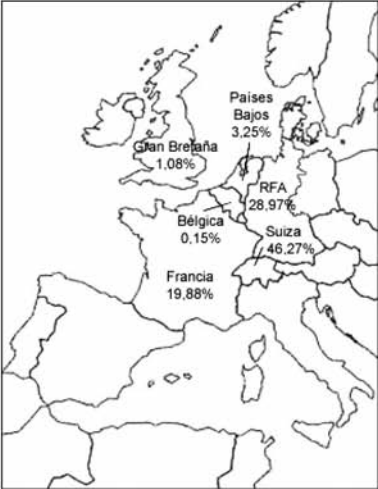 Países
Bajos
3,25%
Gran Bretaña
1,08%
RFA
28,97%
Bélgica
0,15%
Suiza
46,27%
Francia
19,88%